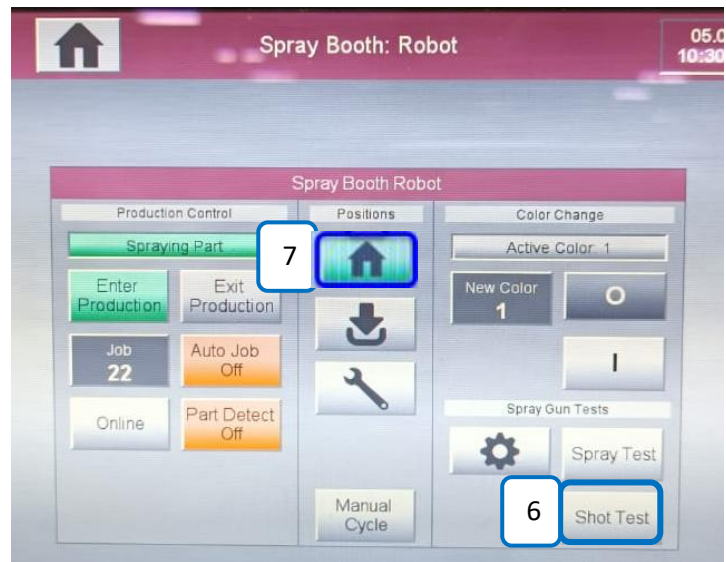 Spray Booth: Robot
05.0
10:30
Spray Booth Robot
Production Control
Spraying Part
Enter
Production
Exit
Production
Job
22
Auto Job
Off
Online
Part Detect
Off
7
Positions
Manual
Cycle
Color Change
Active Color: 1
New Color
1
O
I
Spray Gun Tests
Spray Test
6
Shot Test